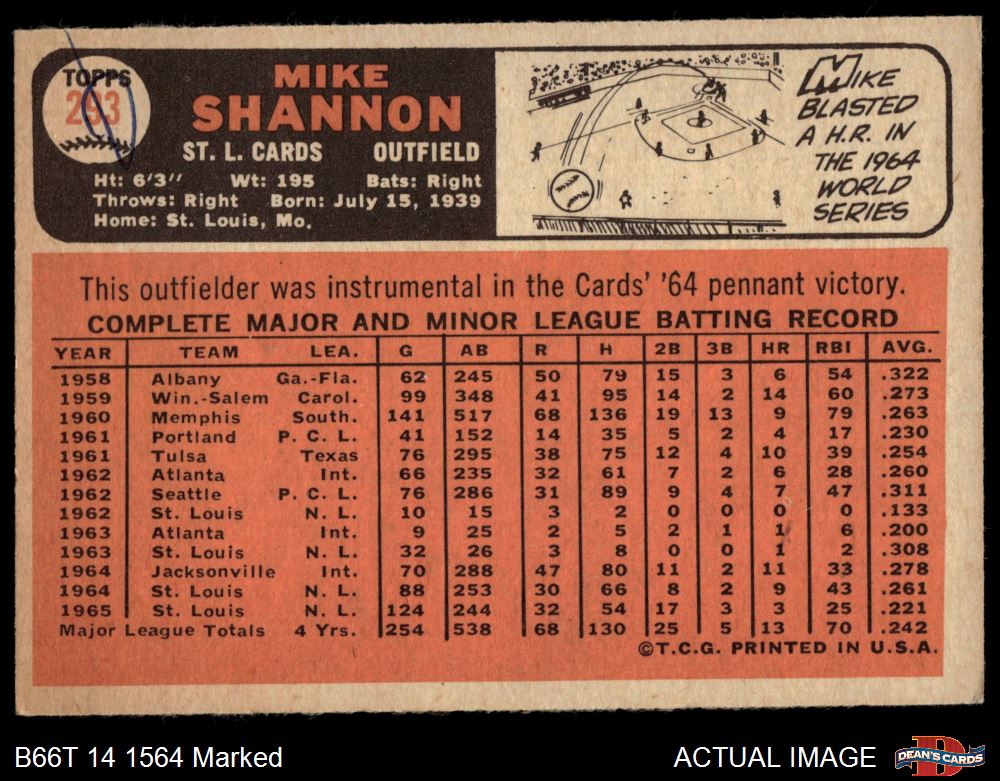 TOPPS
293
MIKE
SHANNON
ST. L. CARDS OUTFIELD
Ht: 6'3" Wt: 195 Bats: Right
Throws: Right Born: July 15, 1939
Home: St. Louis, Mo.
MIKE
BLASTED
A H.R. IN
THE 1964
WORLD
SERIES
This outfielder was instrumental in the Cards' '64 pennant victory.
COMPLETE MAJOR AND MINOR LEAGUE BATTING RECORD
YEAR TEAM LEA. G AB R H 2B 3B HR RBI AVG.
1958 Albany Ga.-Fla. 62 245 50 79 15 3 6 54 .322
1959 Win.-Salem Carol. 99 348 41 95 14 2 14 60 .273
1960 Memphis South. 141 517 68 136 19 13 9 79 .263
1961 Portland P. C. L. 41 152 14 35 5 2 4 17 .230
1961 Tulsa Texas 76 295 38 75 12 4 10 39 .254
1962 Atlanta Int. 66 235 32 61 7 2 6 28 .260
1962 Seattle P. C. L. 76 286 31 89 9 4 7 47 .311
1962 St. Louis N. L. 10 15 3 2 0 0 0 0 .133
1963 Atlanta Int. 9 25 2 5 2 1 1 6 .200
1963 St. Louis N. L. 32 26 3 8 0 0 1 2 .308
1964 Jacksonville Int. 70 288 47 80 11 2 11 33 .278
1964 St. Louis N. L. 88 253 30 66 8 2 9 43 .261
1965 St. Louis N. L. 124 244 32 54 17 3 3 25 .221
Major League Totals 4 Yrs. 254 538 68 130 25 5 13 70 .242
©T.C.G. PRINTED IN U.S.A.
B66T 14 1564 Marked ACTUAL IMAGE
DEAN'S CARDS